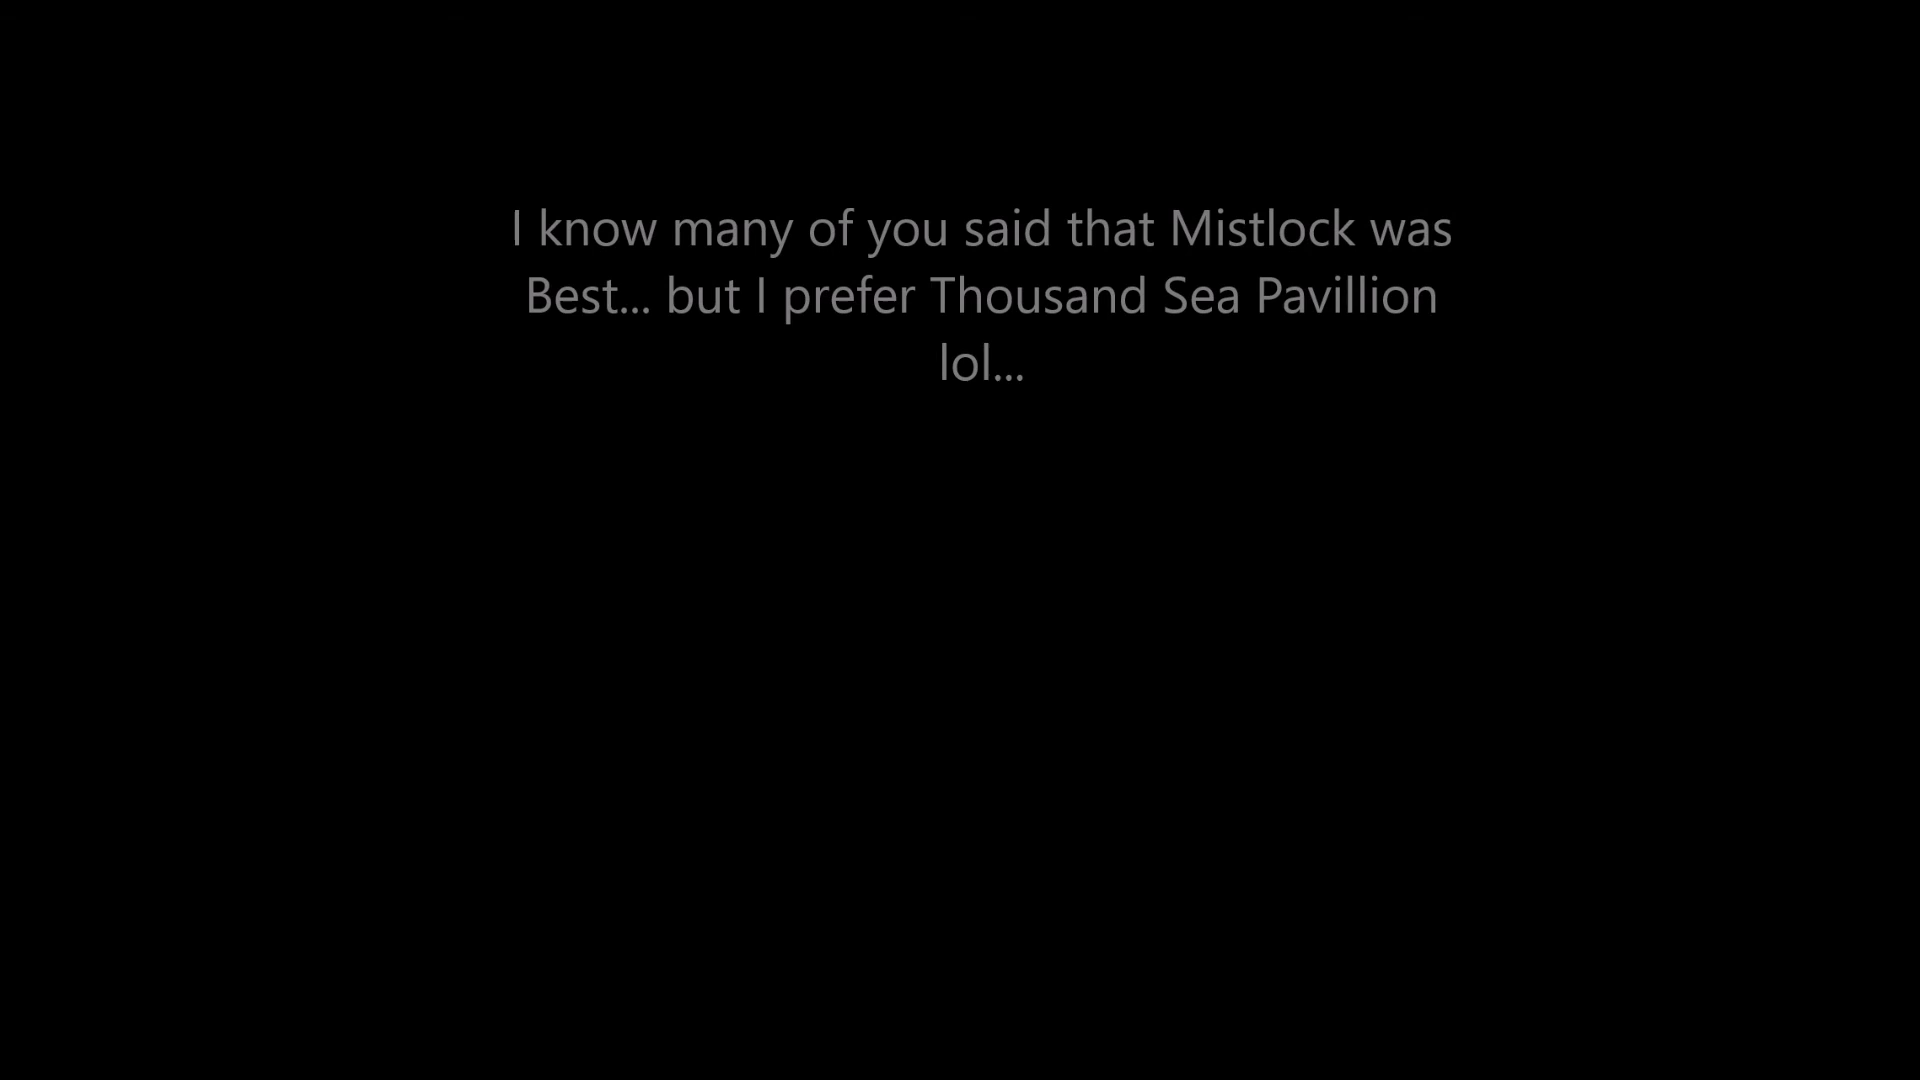 I know many of you said that Mistlock was
Best... but I prefer Thousand Sea Pavillion
lol...